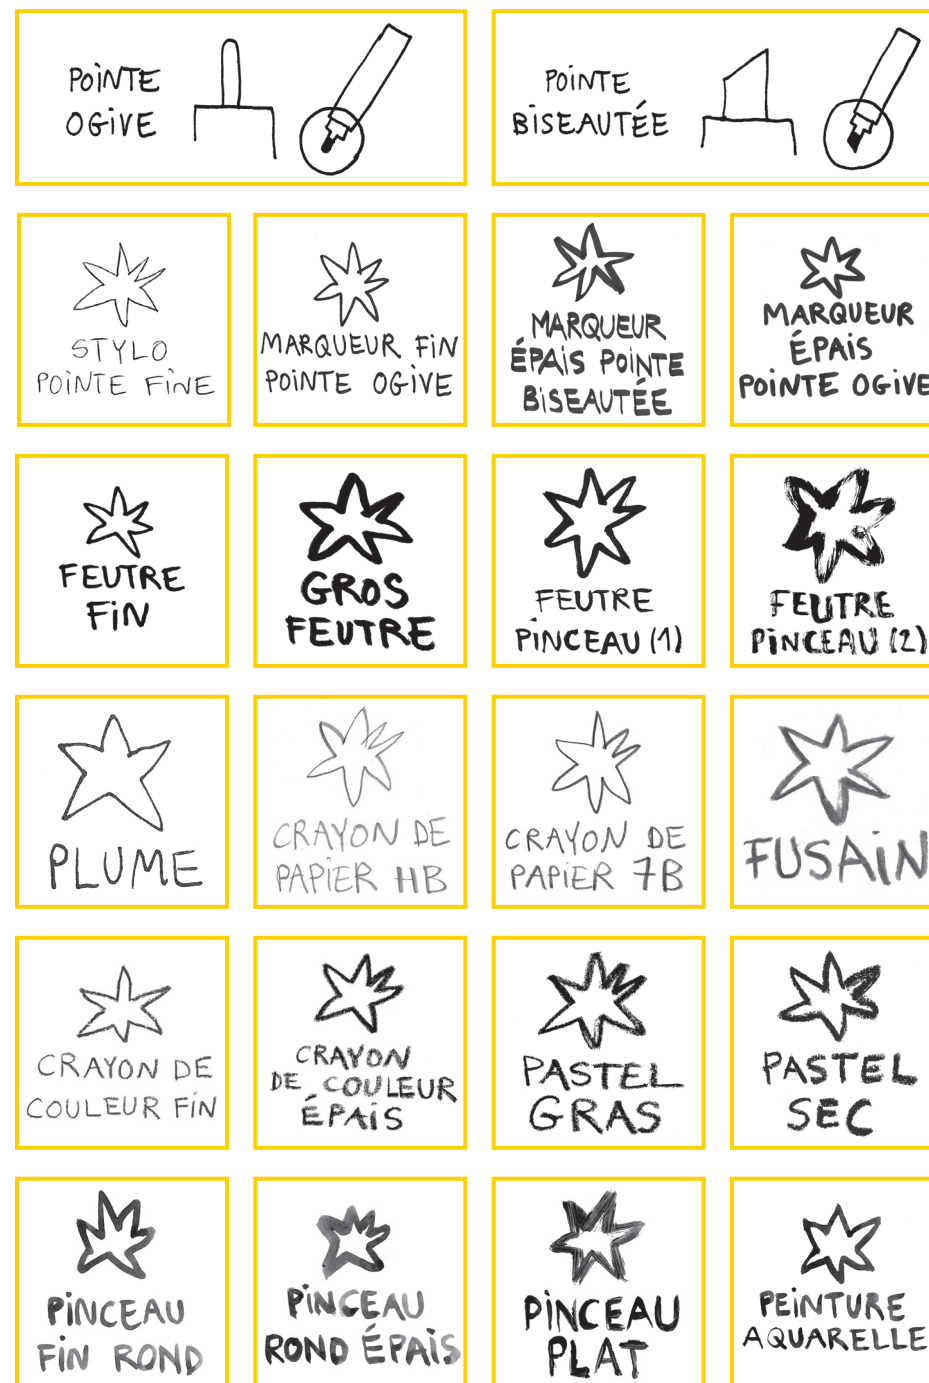 POINTE
OGIVE
POINTE
BISEAUTÉE
STYLO
POINTE FINE
MARQUEUR FIN
POINTE OGIVE
MARQUEUR
ÉPAIS POINTE
BISEAUTÉE
MARQUEUR
ÉPAIS
POINTE OGIVE
FEUTRE
FIN
GROS
FEUTRE
FEUTRE
PINCEAU (1)
FEUTRE
PINCEAU (2)
PLUME
CRAYON DE
PAPIER HB
CRAYON DE
PAPIER 7B
FUSAIN
CRAYON DE
COULEUR FIN
CRAYON
DE COULEUR
ÉPAIS
PASTEL
GRAS
PASTEL
SEC
PINCEAU
FIN ROND
PINCEAU
ROND ÉPAIS
PINCEAU
PLAT
PEINTURE
AQUARELLE